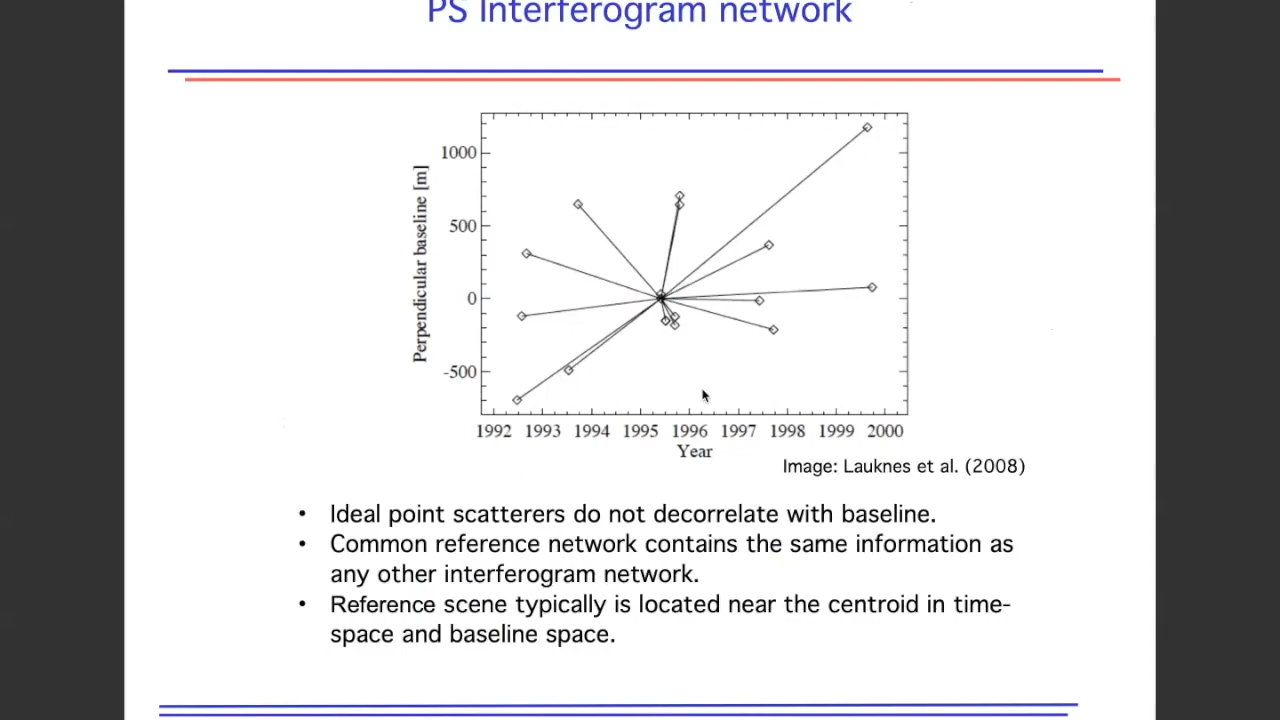 PS Interferogram network
1000
500
0
-500
Perpendicular baseline [m]
1992 1993 1994 1995 1996 1997 1998 1999 2000
Year
Image: Lauknes et al. (2008)
• Ideal point scatterers do not decorrelate with baseline.
• Common reference network contains the same information as
any other interferogram network.
• Reference scene typically is located near the centroid in time-
space and baseline space.